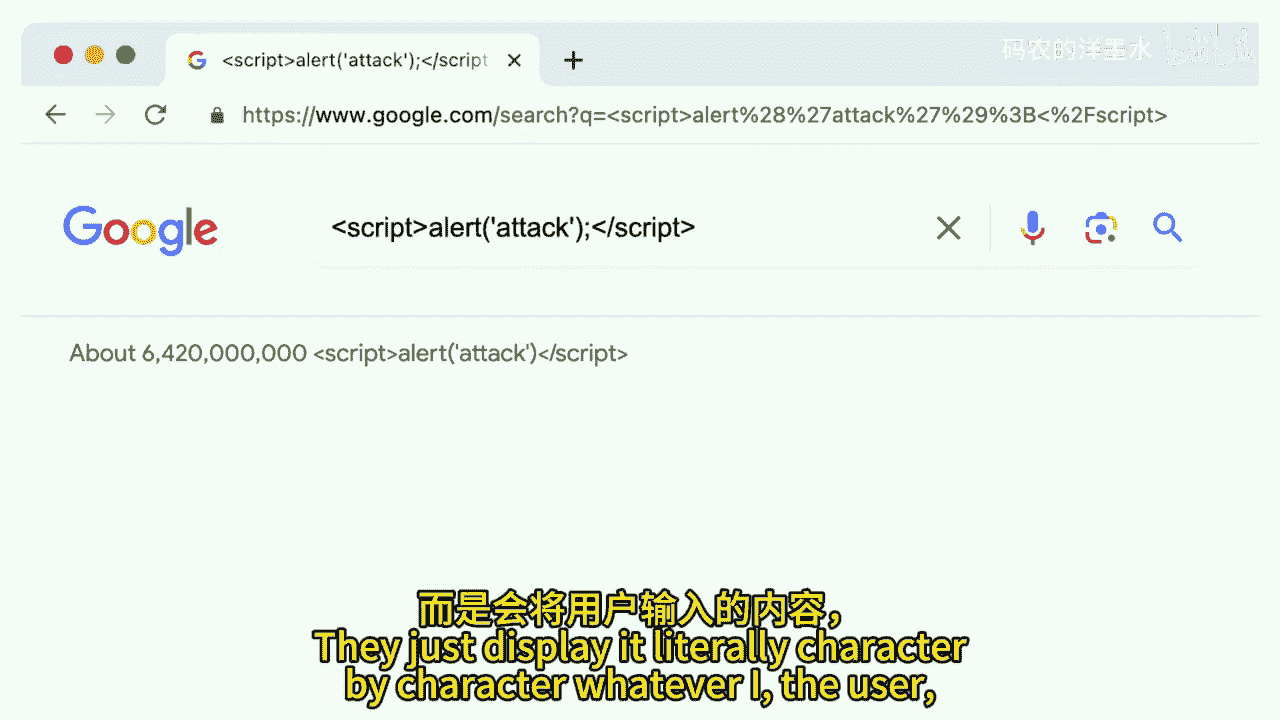 <script>alert('attack');</script
码农的洋墨水
https://www.google.com/search?q=<script>alert%28%27attack%27%29%3B<%2Fscript>
Google
<script>alert('attack');</script>
About 6,420,000,000 <script>alert('attack')</script>
而是会将用户输入的内容，
They just display it literally character
by character whatever I, the user,